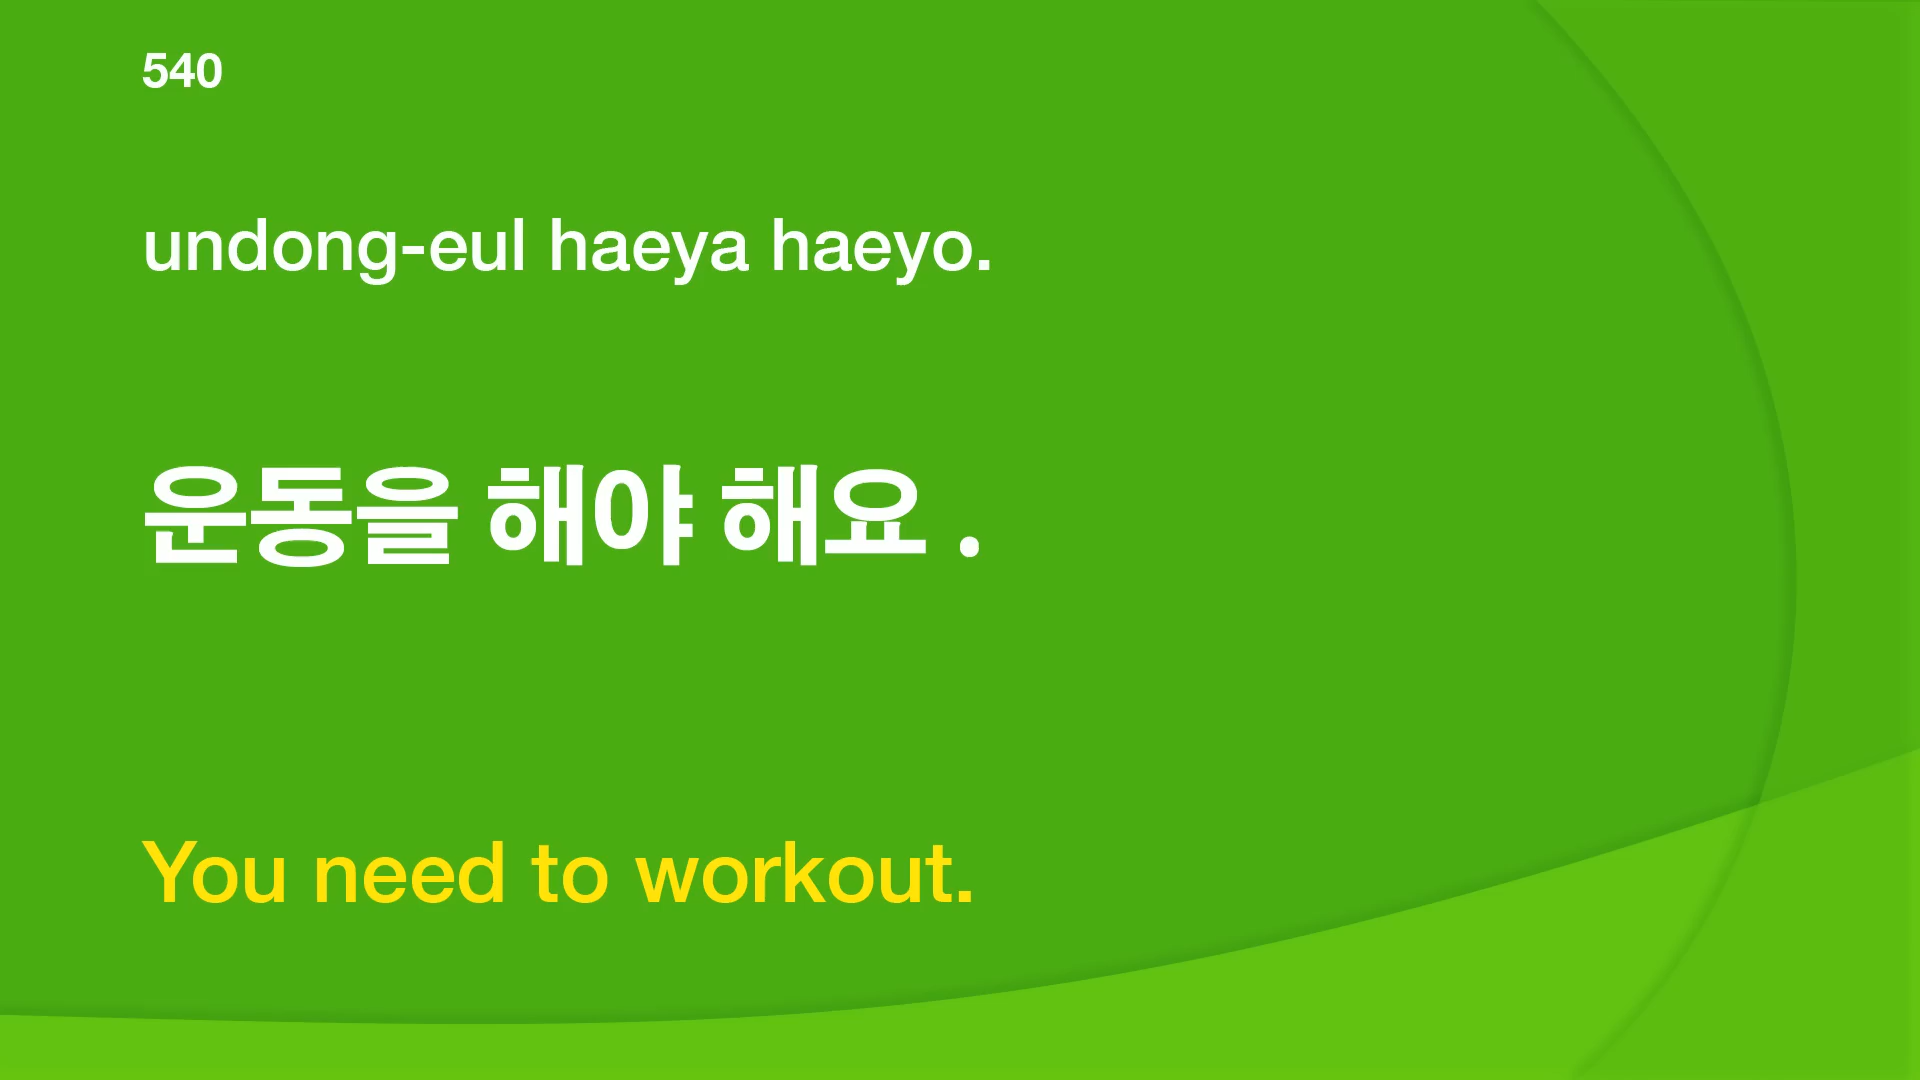 540
undong-eul haeya haeyo.
운동을 해야 해요 .
You need to workout.